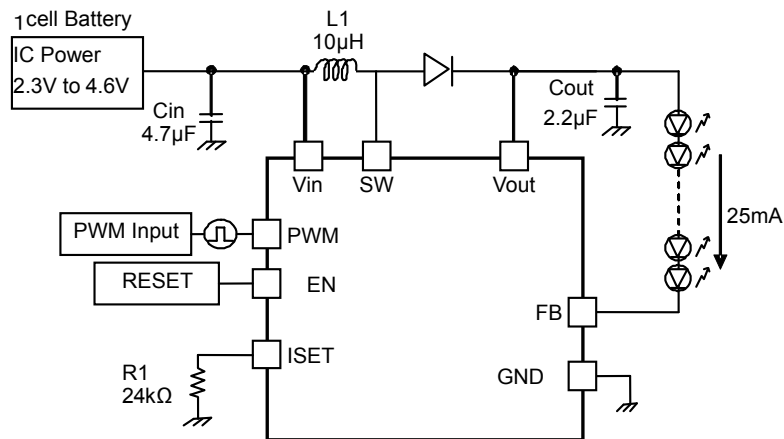 1cell Battery
IC Power
2.3V to 4.6V
L1
10µH
Cin
4.7µF
Cout
2.2µF
Vin
SW
Vout
25mA
PWM Input
PWM
RESET
EN
FB
ISET
R1
24kΩ
GND